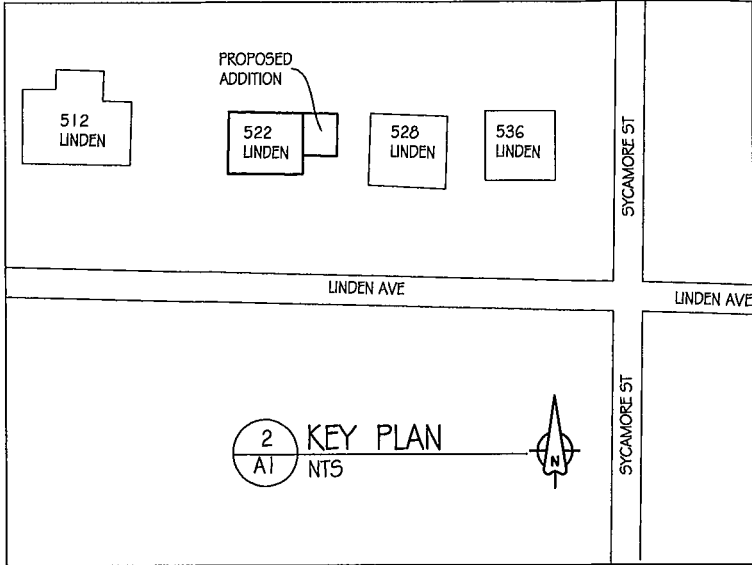 PROPOSED
ADDITION
512
LINDEN
522
LINDEN
528
LINDEN
536
LINDEN
SYCAMORE ST
LINDEN AVE
LINDEN AVE
SYCAMORE ST
2
A1
KEY PLAN
NTS
N